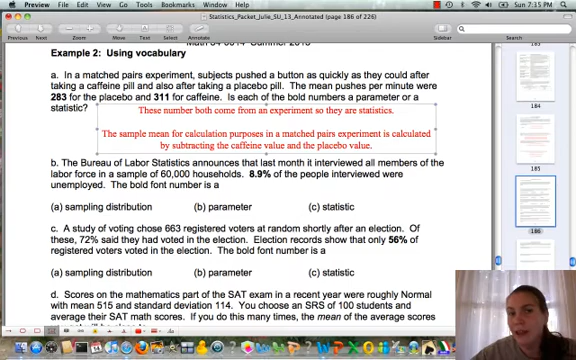 Preview File Edit View Go Tools Bookmarks Window Help
Sun 7:35 PM
Statistics_Packet_Julie_SU_13_Annotated (page 186 of 226)
Previous Next Zoom Move Text Select Annotate Sidebar Search
183
Example 2: Using vocabulary
a. In a matched pairs experiment, subjects pushed a button as quickly as they could after
taking a caffeine pill and also after taking a placebo pill. The mean pushes per minute were
283 for the placebo and 311 for caffeine. Is each of the bold numbers a parameter or a
statistic?
These number both come from an experiment so they are statistics.
The sample mean for calculation purposes in a matched pairs experiment is calculated
by subtracting the caffeine value and the placebo value.
b. The Bureau of Labor Statistics announces that last month it interviewed all members of the
labor force in a sample of 60,000 households. 8.9% of the people interviewed were
unemployed. The bold font number is a
(a) sampling distribution (b) parameter (c) statistic
c. A study of voting chose 663 registered voters at random shortly after an election. Of
these, 72% said they had voted in the election. Election records show that only 56% of
registered voters voted in the election. The bold font number is a
(a) sampling distribution (b) parameter (c) statistic
d. Scores on the mathematics part of the SAT exam in a recent year were roughly Normal
with mean 515 and standard deviation 114. You choose an SRS of 100 students and
average their SAT math scores. If you do this many times, the mean of the average scores
184
185
186